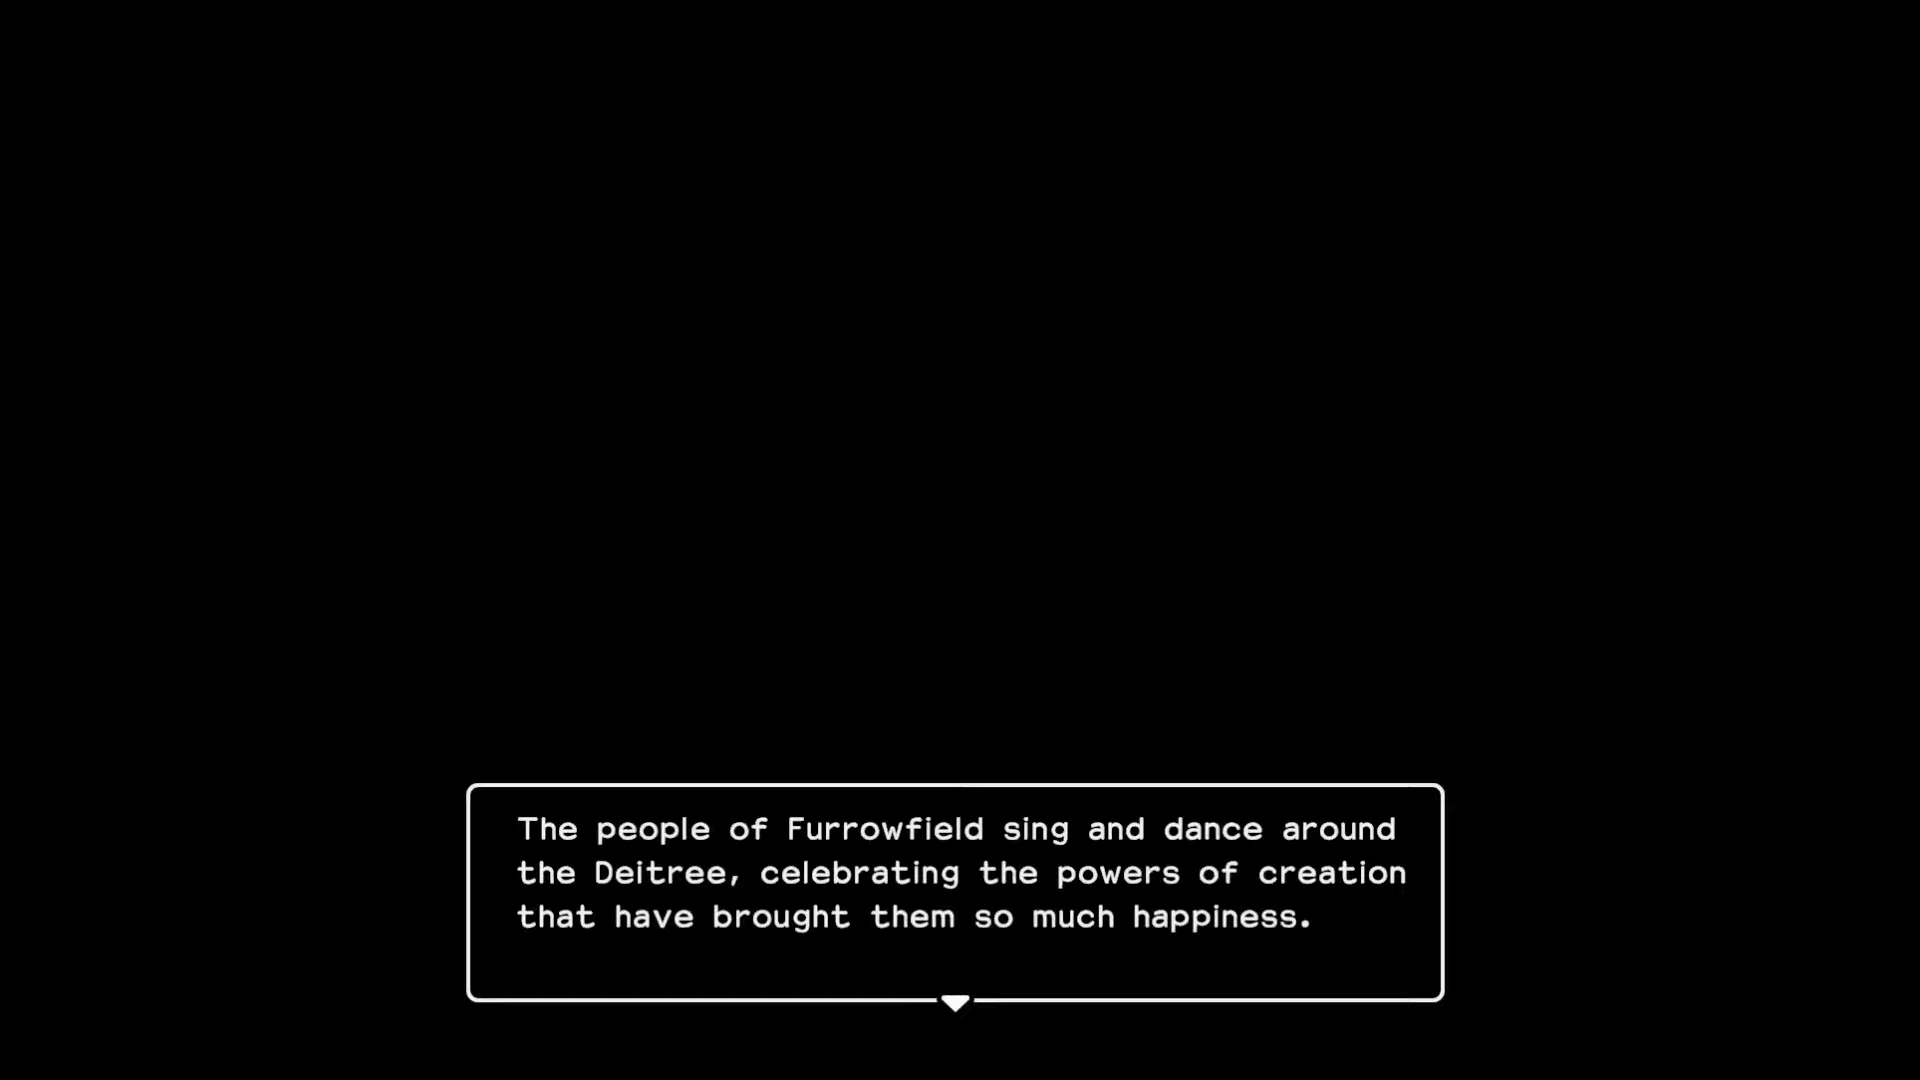 The people of Furrowfield sing and dance around
the Deitree, celebrating the powers of creation
that have brought them so much happiness.